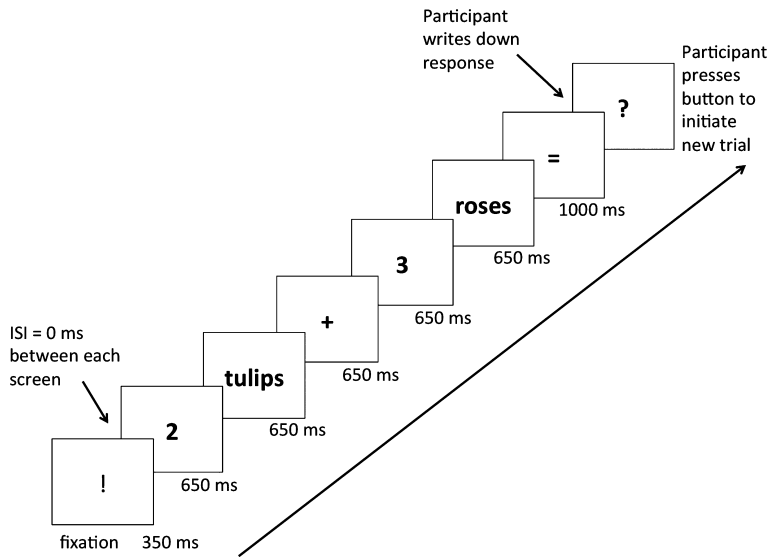 Participant
writes down
response
Participant
presses
button to
initiate
new trial
?
=
1000 ms
roses
650 ms
3
650 ms
+
650 ms
tulips
650 ms
ISI = 0 ms
between each
screen
2
650 ms
!
fixation 350 ms